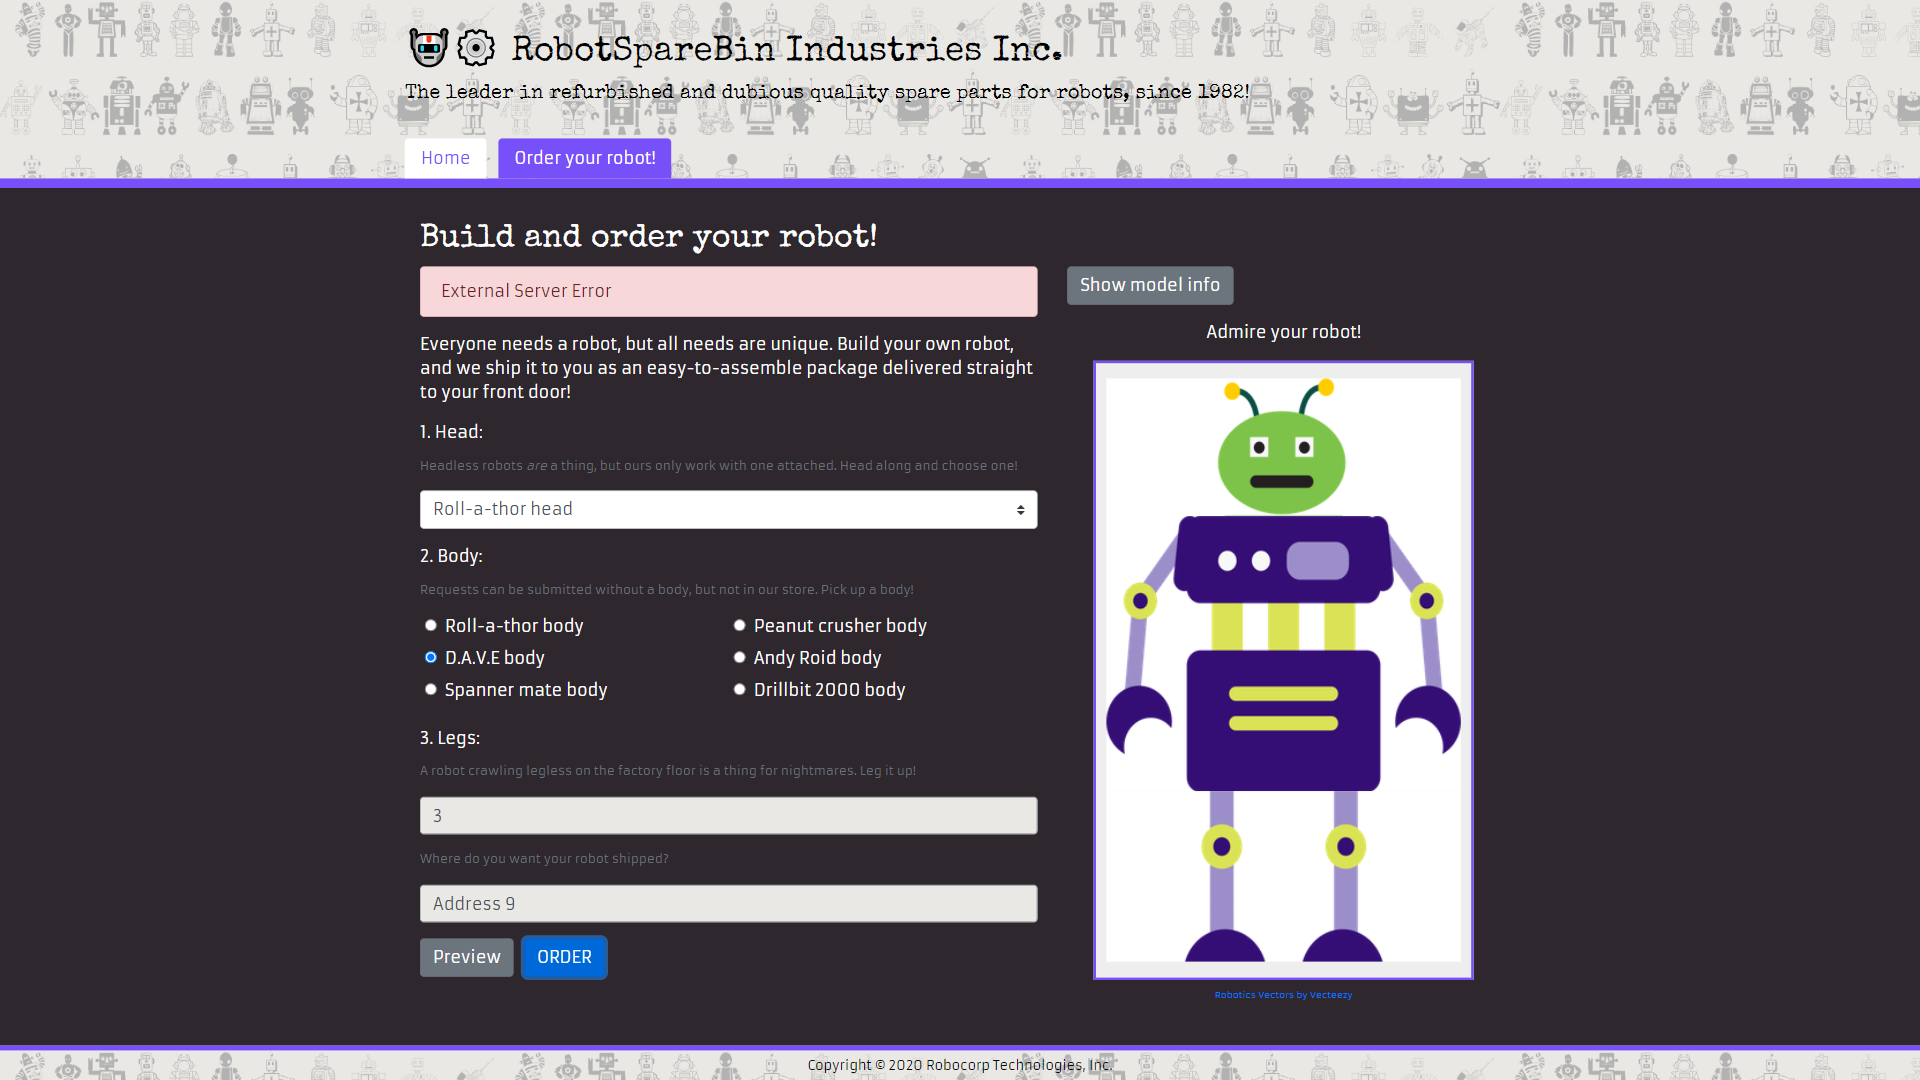 RobotSpareBin Industries Inc.
The leader in refurbished and dubious quality spare parts for robots, since 1982!
Home
Order your robot!
Build and order your robot!
External Server Error
Everyone needs a robot, but all needs are unique. Build your own robot,
and we ship it to you as an easy-to-assemble package delivered straight
to your front door!
1. Head:
Headless robots are a thing, but ours only work with one attached. Head along and choose one!
Roll-a-thor head
2. Body:
Requests can be submitted without a body, but not in our store. Pick up a body!
Roll-a-thor body
Peanut crusher body
D.A.V.E body
Andy Roid body
Spanner mate body
Drillbit 2000 body
3. Legs:
A robot crawling legless on the factory floor is a thing for nightmares. Leg it up!
3
Where do you want your robot shipped?
Address 9
Preview
ORDER
Show model info
Admire your robot!
Robotics Vectors by Vecteezy
Copyright © 2020 Robocorp Technologies, Inc.